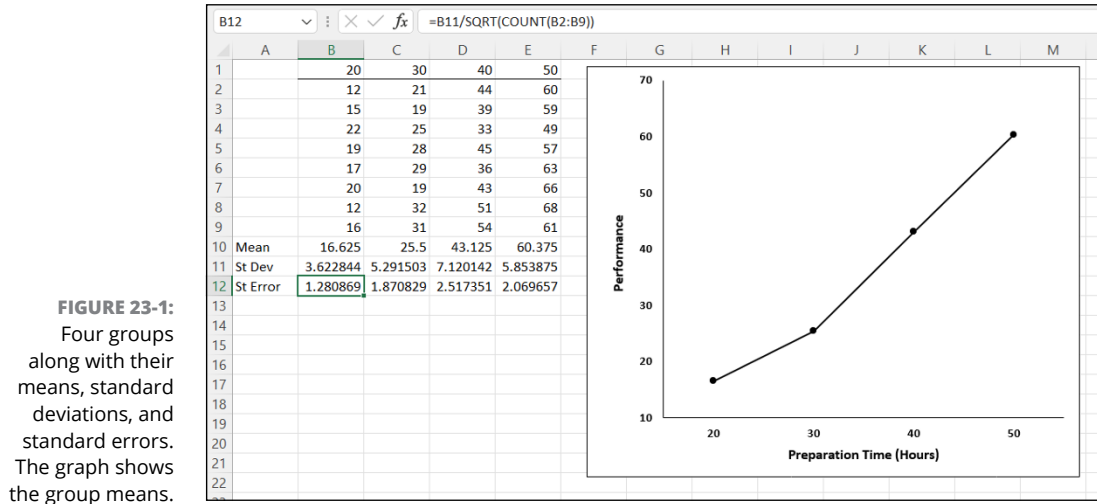 B12 fx =B11/SQRT(COUNT(B2:B9))
A B C D E F G H I J K L M
1 20 30 40 50
2 12 21 44 60
3 15 19 39 59
4 22 25 33 49
5 19 28 45 57
6 17 29 36 63
7 20 19 43 66
8 12 32 51 68
9 16 31 54 61
10 Mean 16.625 25.5 43.125 60.375
11 St Dev 3.622844 5.291503 7.120142 5.853875
12 St Error 1.280869 1.870829 2.517351 2.069657
13
14
15
16
17
18
19
20
21
22
70
60
50
40
30
20
10
Performance
20 30 40 50
Preparation Time (Hours)
FIGURE 23-1:
Four groups
along with their
means, standard
deviations, and
standard errors.
The graph shows
the group means.